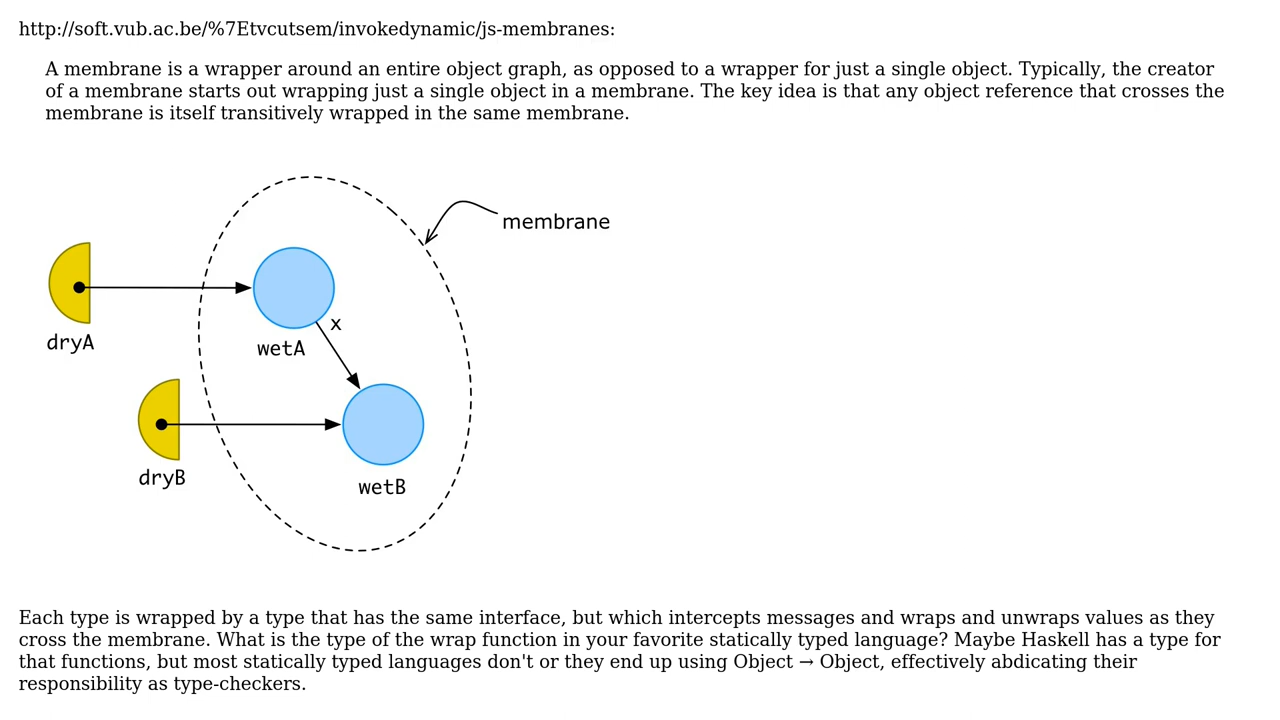 http://soft.vub.ac.be/%7Etvcutsem/invokedynamic/js-membranes:
A membrane is a wrapper around an entire object graph, as opposed to a wrapper for just a single object. Typically, the creator
of a membrane starts out wrapping just a single object in a membrane. The key idea is that any object reference that crosses the
membrane is itself transitively wrapped in the same membrane.
membrane
x
dryA
wetA
dryB
wetB
Each type is wrapped by a type that has the same interface, but which intercepts messages and wraps and unwraps values as they
cross the membrane. What is the type of the wrap function in your favorite statically typed language? Maybe Haskell has a type for
that functions, but most statically typed languages don't or they end up using Object → Object, effectively abdicating their
responsibility as type-checkers.